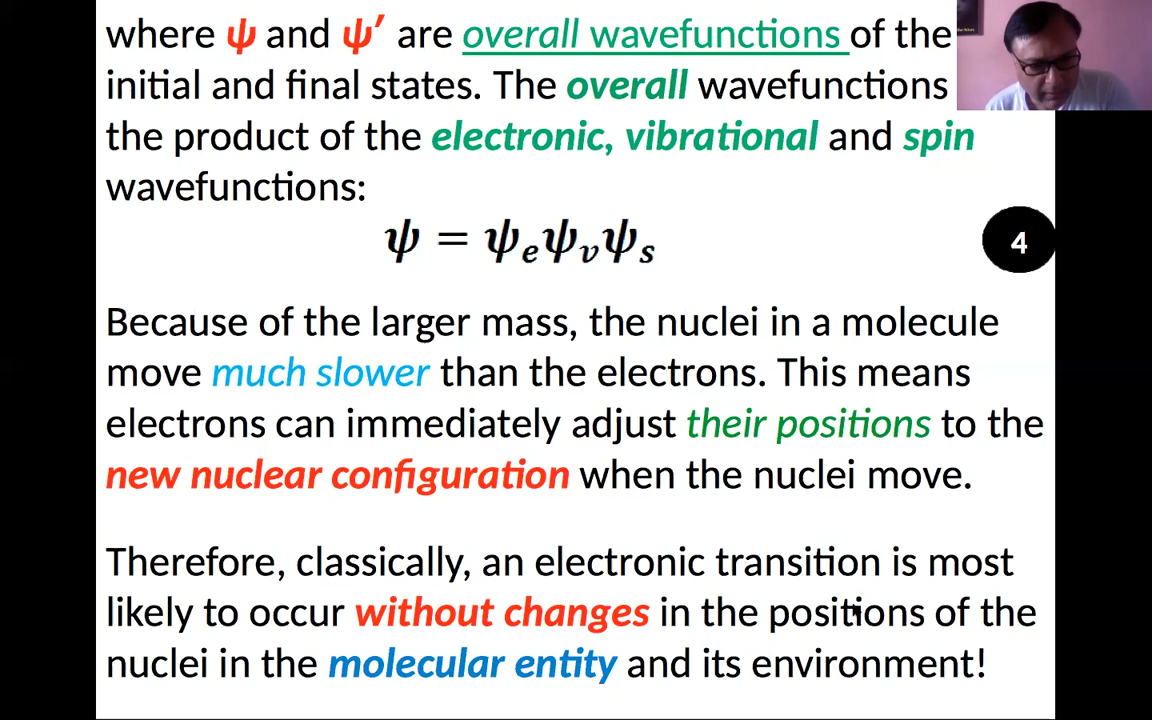 where ψ and ψ′ are overall wavefunctions of the
initial and final states. The overall wavefunctions
the product of the electronic, vibrational and spin
wavefunctions:
ψ = ψₑψᵥψₛ
4
Because of the larger mass, the nuclei in a molecule
move much slower than the electrons. This means
electrons can immediately adjust their positions to the
new nuclear configuration when the nuclei move.
Therefore, classically, an electronic transition is most
likely to occur without changes in the positions of the
nuclei in the molecular entity and its environment!